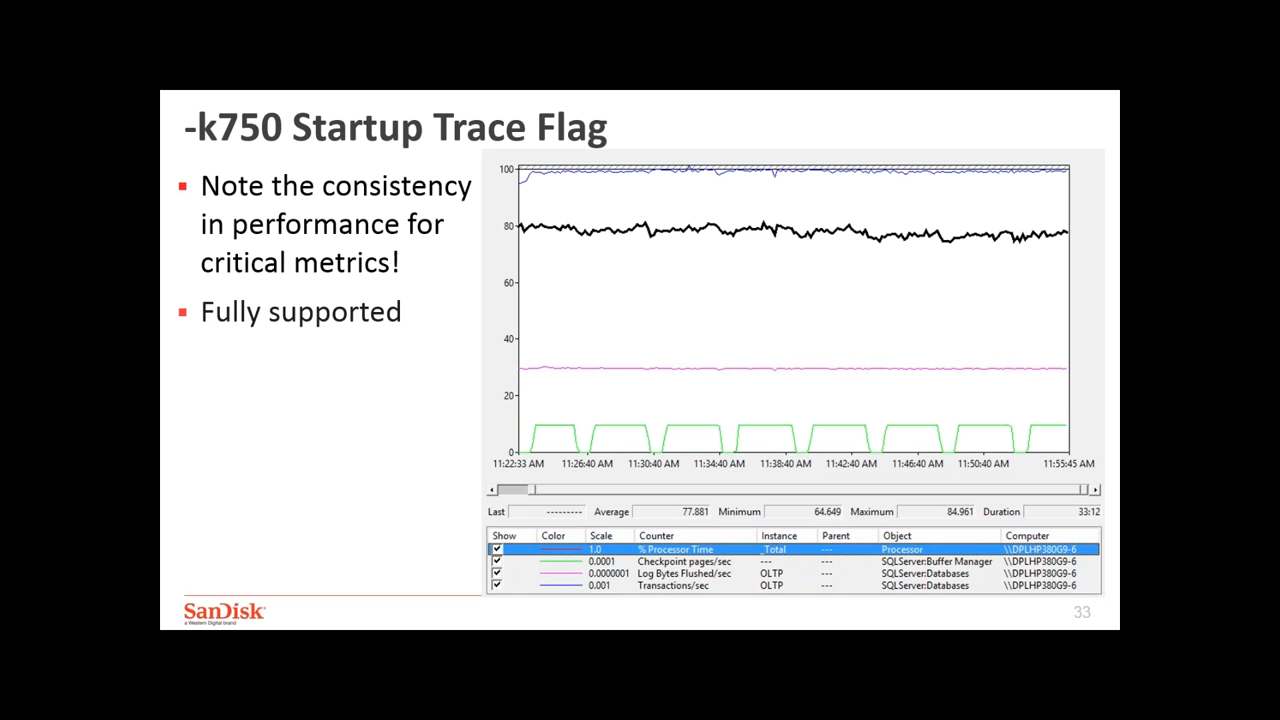 -k750 Startup Trace Flag
Note the consistency
in performance for
critical metrics!
Fully supported
100
80
60
40
20
0
11:22:33 AM 11:26:40 AM 11:30:40 AM 11:34:40 AM 11:38:40 AM 11:42:40 AM 11:46:40 AM 11:50:40 AM 11:55:45 AM
Last --------- Average 77.881 Minimum 64.649 Maximum 84.961 Duration 33:12
Show Color Scale Counter Instance Parent Object Computer
1.0 % Processor Time _Total --- Processor \\DPLHP380G9-6
0.0001 Checkpoint pages/sec --- --- SQLServer:Buffer Manager \\DPLHP380G9-6
0.0000001 Log Bytes Flushed/sec OLTP --- SQLServer:Databases \\DPLHP380G9-6
0.001 Transactions/sec OLTP --- SQLServer:Databases \\DPLHP380G9-6
SanDisk
a Western Digital brand
33